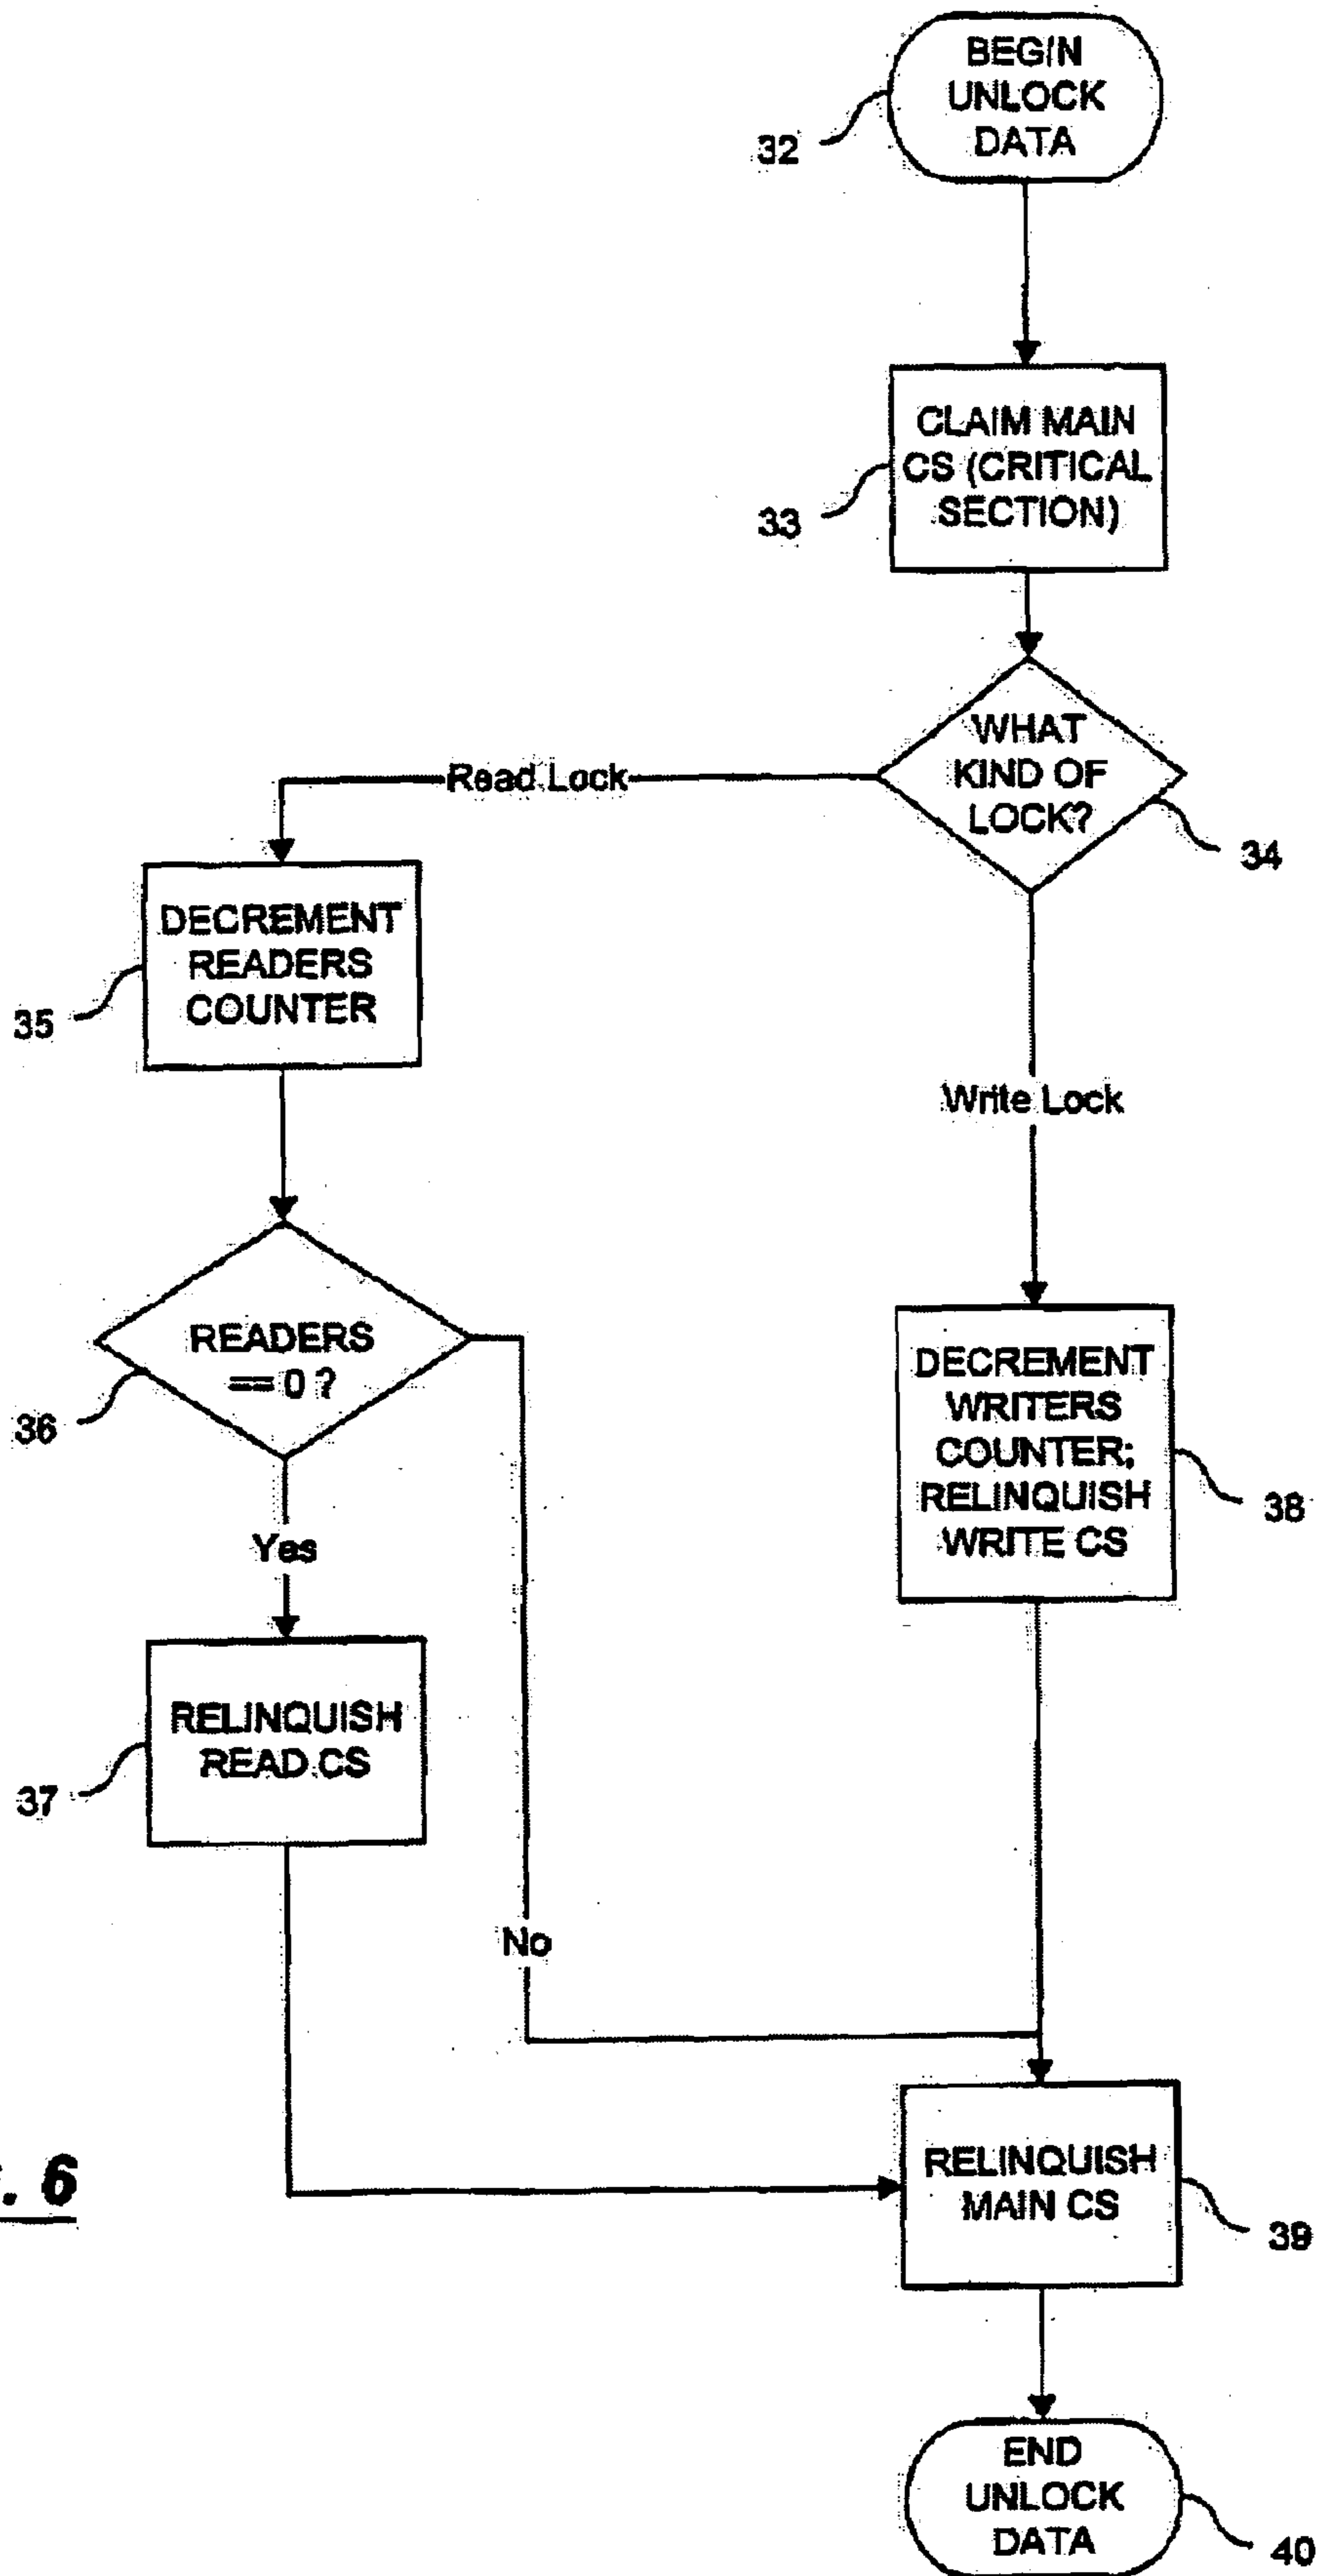 BEGIN
UNLOCK
DATA
32
CLAIM MAIN
CS (CRITICAL
SECTION)
33
WHAT
KIND OF
LOCK?
34
Read Lock
DECREMENT
READERS
COUNTER
35
Write Lock
READERS
== 0 ?
36
DECREMENT
WRITERS
COUNTER;
RELINQUISH
WRITE CS
38
Yes
RELINQUISH
READ CS
37
No
. 6
RELINQUISH
MAIN CS
39
END
UNLOCK
DATA
40